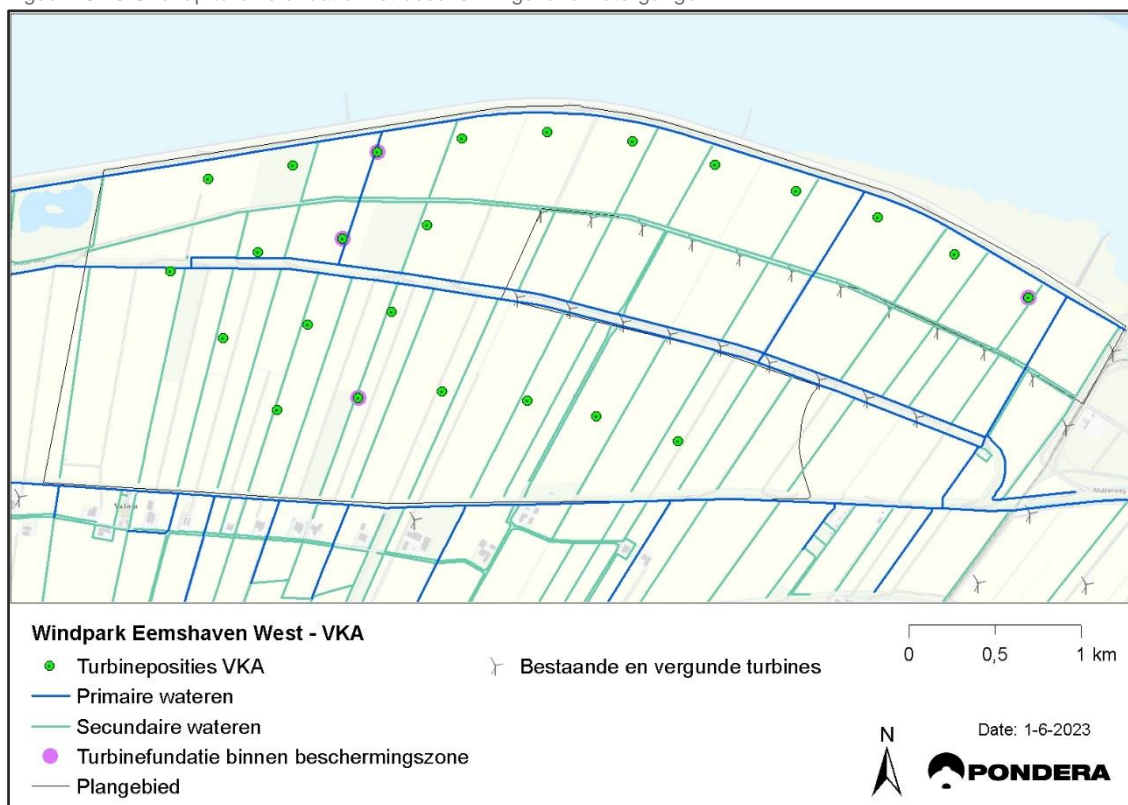 Valom
Windpark Eemshaven West - VKA
Turbineposities VKA
Bestaande en vergunde turbines
Primaire wateren
Secundaire wateren
Turbinefundatie binnen beschermingszone
Plangebied
0 0,5 1 km
N
Date: 1-6-2023
PONDERA